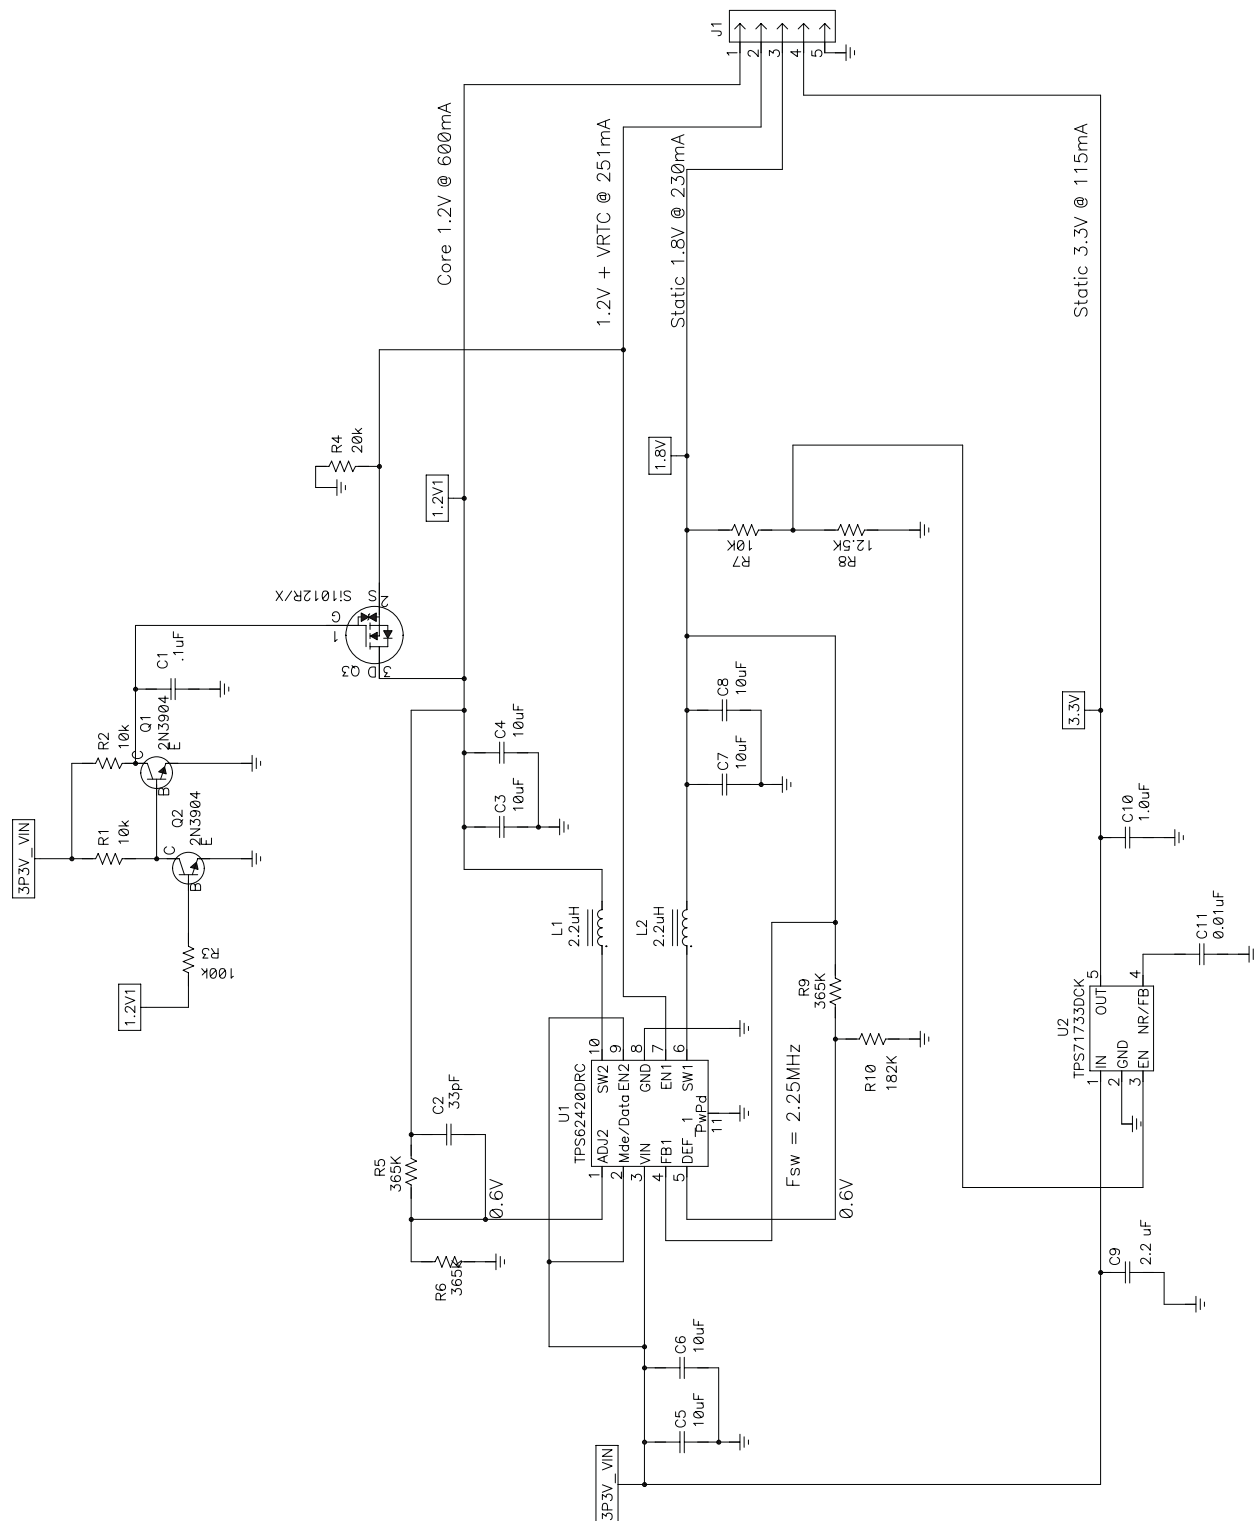 3P3V_VIN
R1
10k
R2
10k
Q1
2N3904
C
B
E
Q2
2N3904
C
B
E
C1
.1uF
R3
100k
1.2V1
Q3
Si1012R/X
G
1
S
2
3
D
R4
20k
1.2V1
Core 1.2V @ 600mA
1.2V + VRTC @ 251mA
Static 1.8V @ 230mA
Static 3.3V @ 115mA
J1
1
2
3
4
5
C3
10uF
C4
10uF
L1
2.2uH
L2
2.2uH
C7
10uF
C8
10uF
1.8V
R7
10K
R8
12.5K
R5
365K
C2
33pF
R6
365K
0.6V
U1
TPS62420DRC
1
ADJ2
2
Mde/Data
3
VIN
4
FB1
5
DEF_1
SW2
10
EN2
9
GND
8
EN1
7
SW1
6
PwPd
11
Fsw = 2.25MHz
0.6V
R9
365K
R10
182K
3P3V_VIN
C5
10uF
C6
10uF
C9
2.2 uF
U2
TPS71733DCK
1
IN
2
GND
3
EN
OUT
5
NR/FB
4
C11
0.01uF
C10
1.0uF
3.3V